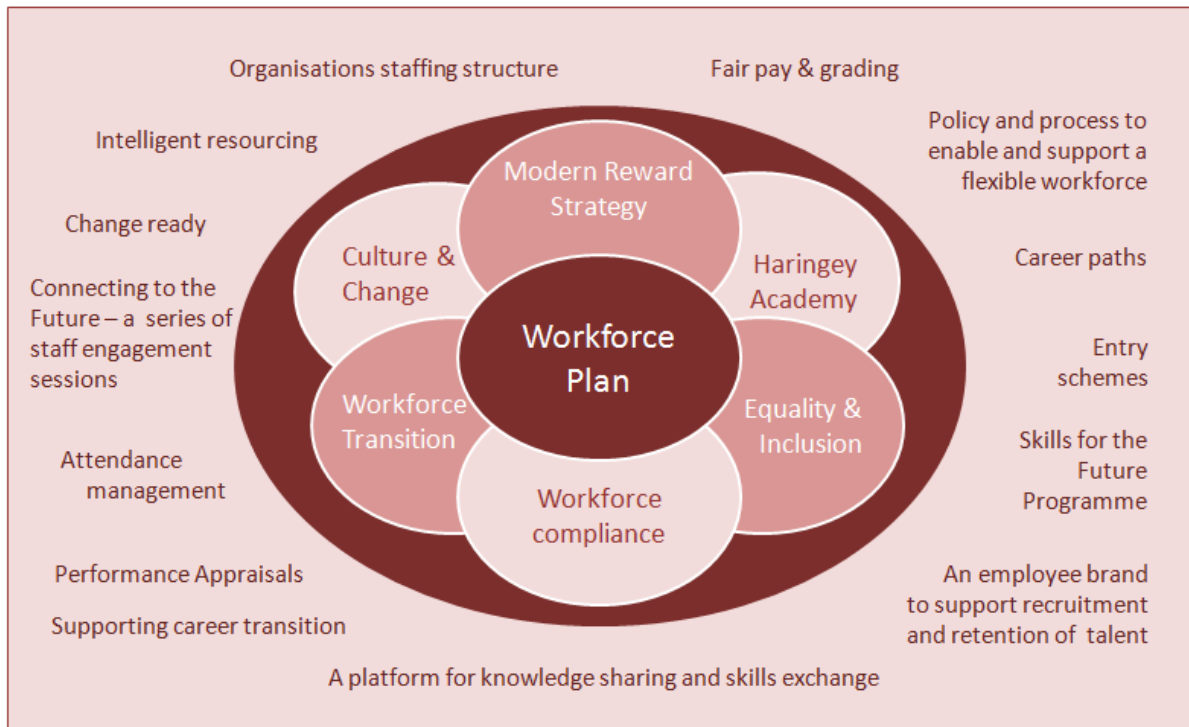 Organisations staffing structure
Fair pay & grading
Intelligent resourcing
Policy and process to
enable and support a
flexible workforce
Modern Reward
Strategy
Change ready
Culture &
Change
Haringey
Academy
Career paths
Connecting to the
Future – a series of
staff engagement
sessions
Workforce
Plan
Entry
schemes
Workforce
Transition
Equality &
Inclusion
Skills for the
Future
Programme
Attendance
management
Workforce
compliance
Performance Appraisals
An employee brand
to support recruitment
and retention of talent
Supporting career transition
A platform for knowledge sharing and skills exchange